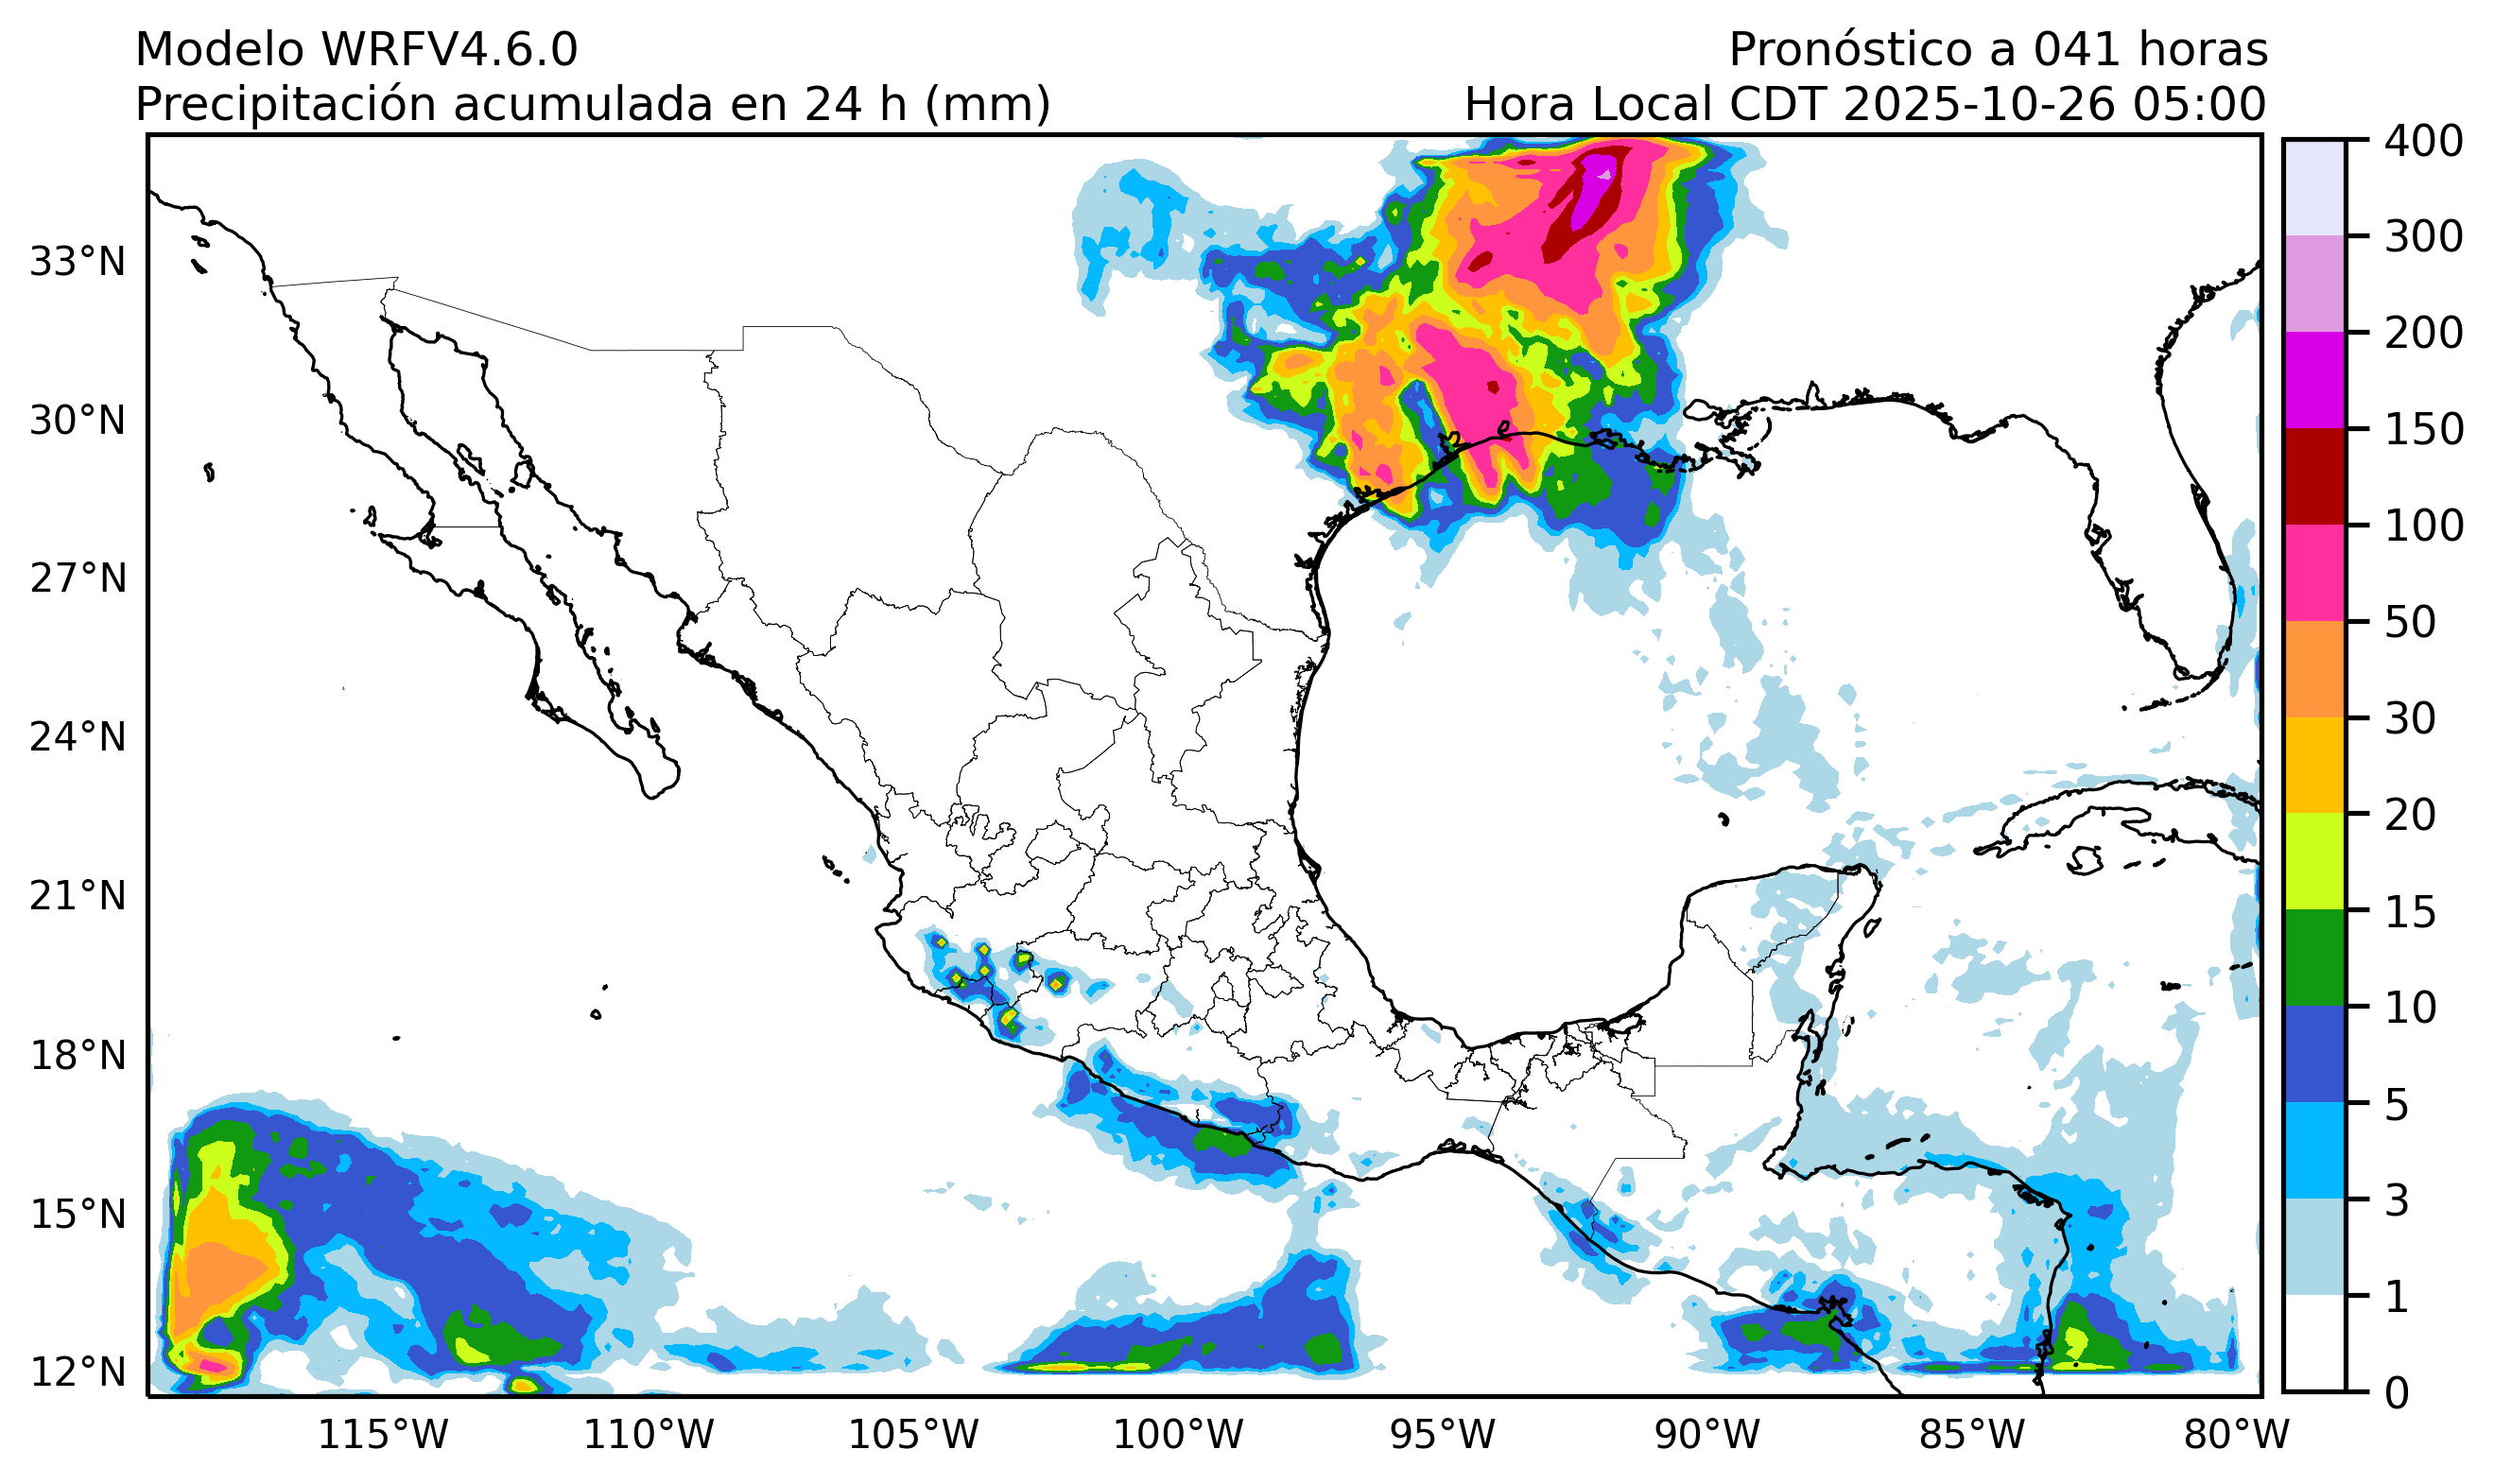 Modelo WRFV4.6.0
Pronóstico a 041 horas
Precipitación acumulada en 24 h (mm)
Hora Local CDT 2025-10-26 05:00
33°N
30°N
27°N
24°N
21°N
18°N
15°N
12°N
115°W
110°W
105°W
100°W
95°W
90°W
85°W
80°W
400
300
200
150
100
50
30
20
15
10
5
3
1
0